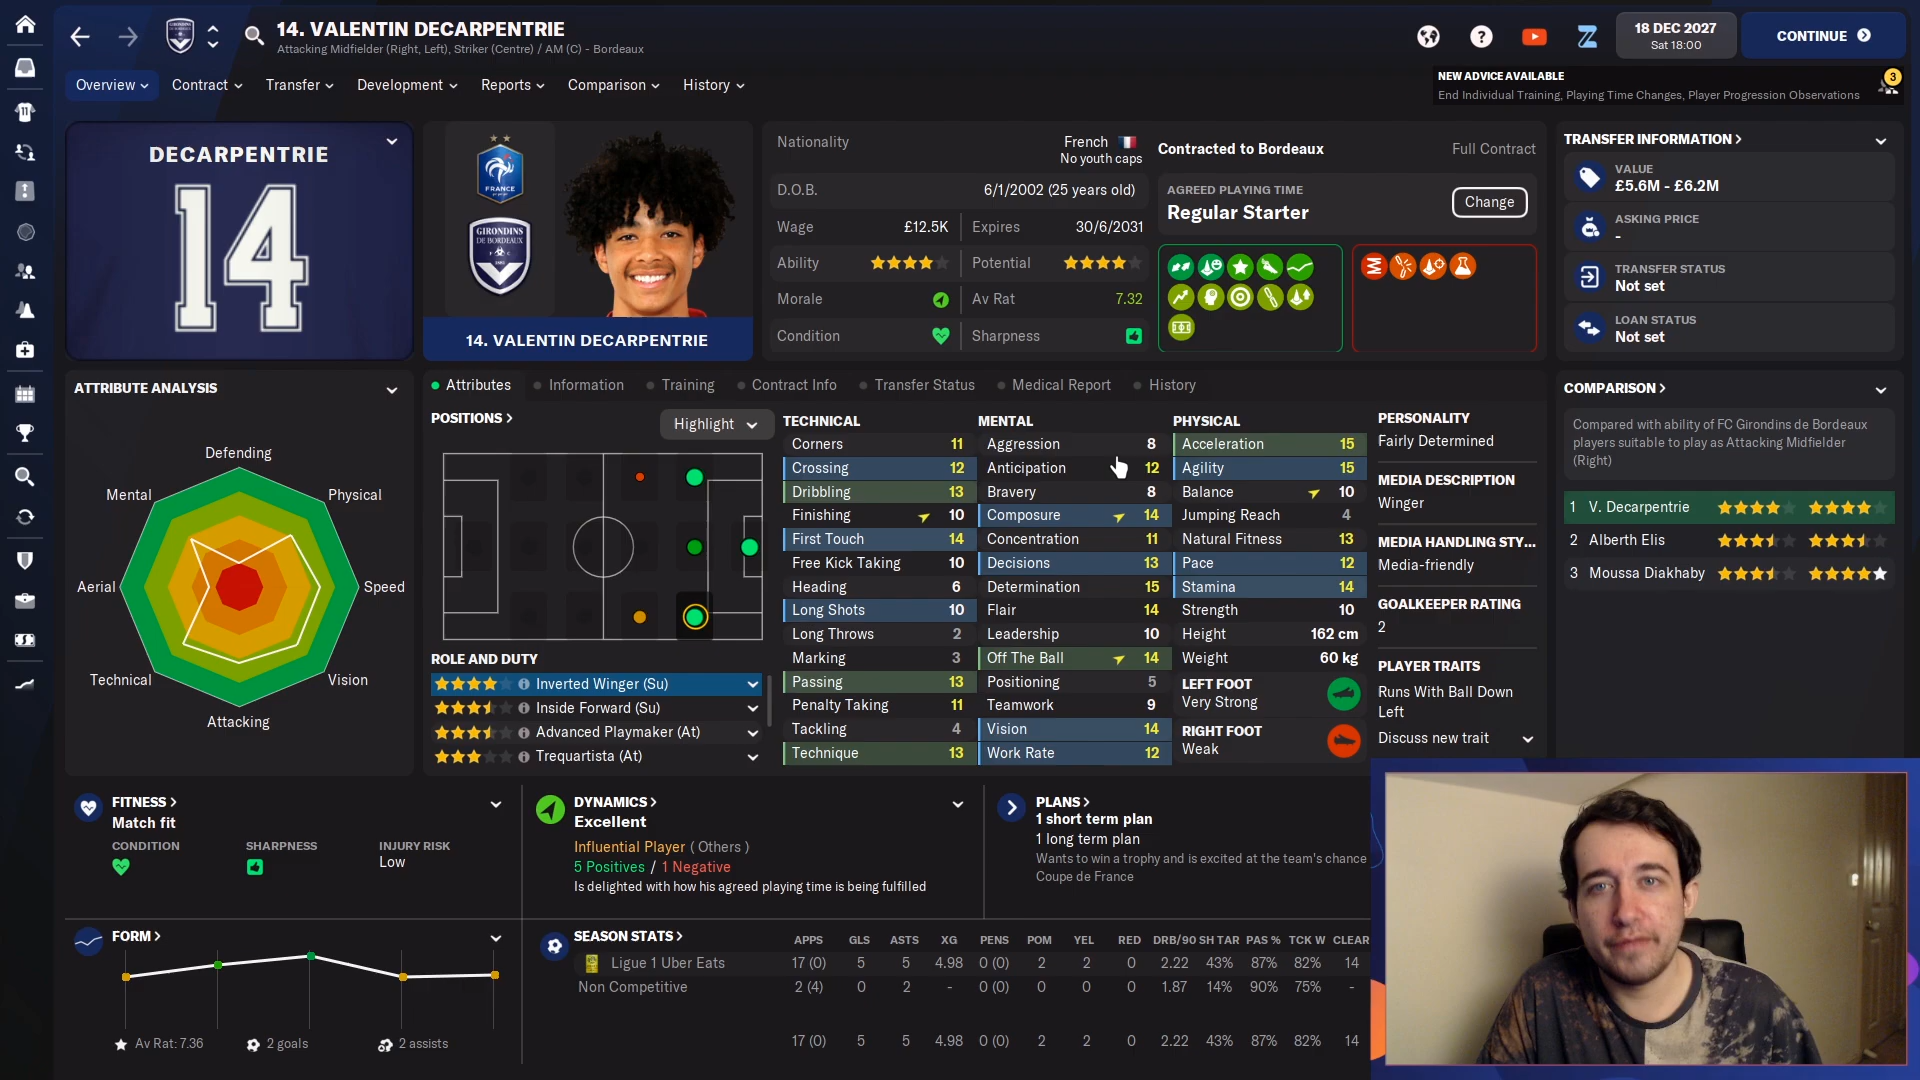 14. VALENTIN DECARPENTRIE
Attacking Midfielder (Right, Left), Striker (Centre) / AM (C) - Bordeaux
18 DEC 2027
Sat 18:00
CONTINUE
Overview
Contract
Transfer
Development
Reports
Comparison
History
NEW ADVICE AVAILABLE
End Individual Training, Playing Time Changes, Player Progression Observations
3
DECARPENTRIE
14
FRANCE
GIRONDINS
DE BORDEAUX
14. VALENTIN DECARPENTRIE
Nationality
French
No youth caps
D.O.B.
6/1/2002 (25 years old)
Wage £12.5K Expires 30/6/2031
Ability Potential
Morale Av Rat 7.32
Condition Sharpness
Contracted to Bordeaux Full Contract
AGREED PLAYING TIME
Regular Starter
Change
TRANSFER INFORMATION >
VALUE
£5.6M - £6.2M
ASKING PRICE
-
TRANSFER STATUS
Not set
LOAN STATUS
Not set
ATTRIBUTE ANALYSIS
Defending
Mental
Physical
Aerial
Speed
Technical
Vision
Attacking
Attributes
Information
Training
Contract Info
Transfer Status
Medical Report
History
POSITIONS >
Highlight
ROLE AND DUTY
Inverted Winger (Su)
Inside Forward (Su)
Advanced Playmaker (At)
Trequartista (At)
TECHNICAL
Corners 11
Crossing 12
Dribbling 13
Finishing 10
First Touch 14
Free Kick Taking 10
Heading 6
Long Shots 10
Long Throws 2
Marking 3
Passing 13
Penalty Taking 11
Tackling 4
Technique 13
MENTAL
Aggression 8
Anticipation 12
Bravery 8
Composure 14
Concentration 11
Decisions 13
Determination 15
Flair 14
Leadership 10
Off The Ball 14
Positioning 5
Teamwork 9
Vision 14
Work Rate 12
PHYSICAL
Acceleration 15
Agility 15
Balance 10
Jumping Reach 4
Natural Fitness 13
Pace 12
Stamina 14
Strength 10
Height 162 cm
Weight 60 kg
LEFT FOOT
Very Strong
RIGHT FOOT
Weak
PERSONALITY
Fairly Determined
MEDIA DESCRIPTION
Winger
MEDIA HANDLING STY...
Media-friendly
GOALKEEPER RATING
2
PLAYER TRAITS
Runs With Ball Down
Left
Discuss new trait
COMPARISON >
Compared with ability of FC Girondins de Bordeaux
players suitable to play as Attacking Midfielder
(Right)
1 V. Decarpentrie
2 Alberth Elis
3 Moussa Diakhaby
FITNESS >
Match fit
CONDITION
SHARPNESS
INJURY RISK
Low
DYNAMICS >
Excellent
Influential Player ( Others )
5 Positives / 1 Negative
Is delighted with how his agreed playing time is being fulfilled
PLANS >
1 short term plan
1 long term plan
Wants to win a trophy and is excited at the team's chance
Coupe de France
FORM >
Av Rat: 7.36
2 goals
2 assists
SEASON STATS >
APPS GLS ASTS XG PENS POM YEL RED DRB/90 SH TAR PAS % TCK W CLEAR
Ligue 1 Uber Eats 17 (0) 5 5 4.98 0 (0) 2 2 0 2.22 43% 87% 82% 14
Non Competitive 2 (4) 0 2 - 0 (0) 0 0 0 1.87 14% 90% 75% -
17 (0) 5 5 4.98 0 (0) 2 2 0 2.22 43% 87% 82% 14